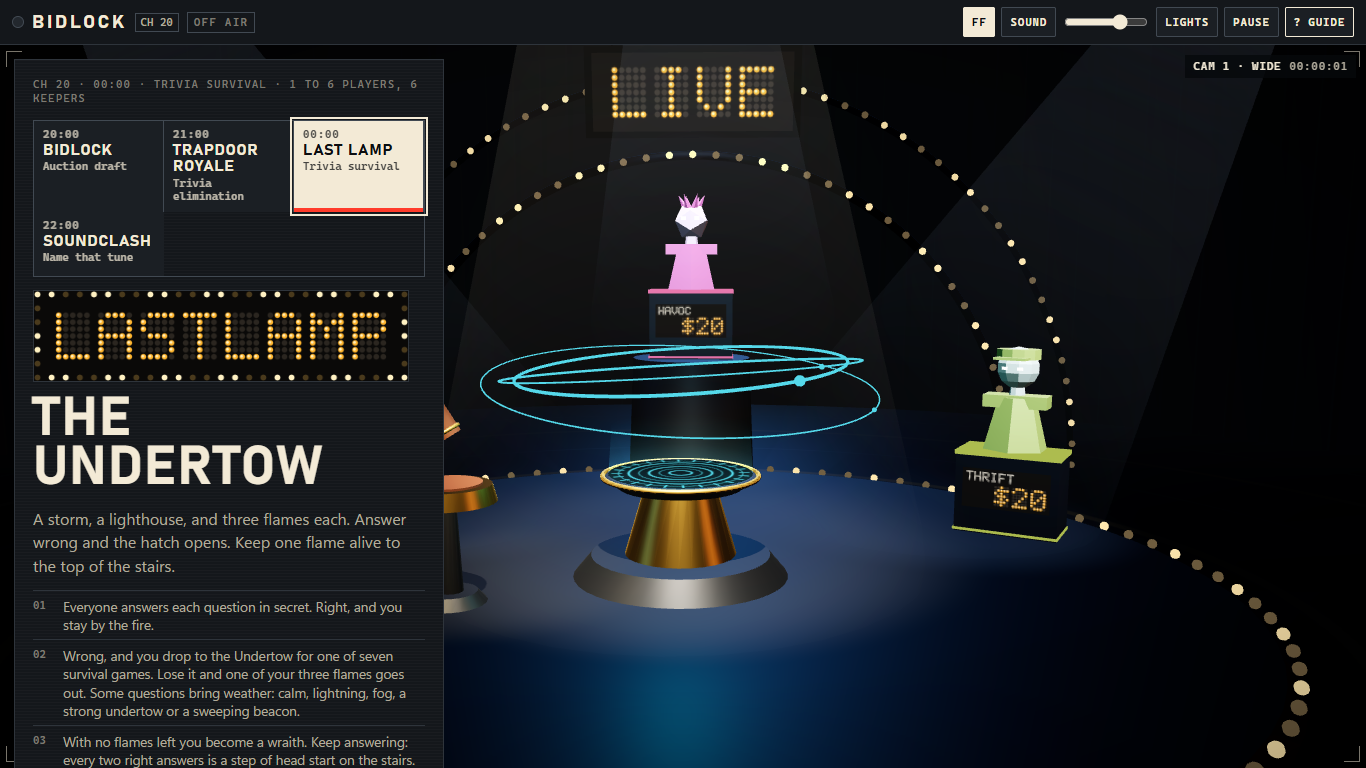 BIDLOCK CH 20 OFF AIR FF SOUND LIGHTS PAUSE ? GUIDE
CAM 1 · WIDE 00:00:01
CH 20 · 00:00 · TRIVIA SURVIVAL · 1 TO 6 PLAYERS, 6
KEEPERS
20:00
BIDLOCK
Auction draft
21:00
TRAPDOOR
ROYALE
Trivia
elimination
00:00
LAST LAMP
Trivia survival
22:00
SOUNDCLASH
Name that tune
LASTLAMP
THE
UNDERTOW
A storm, a lighthouse, and three flames each. Answer
wrong and the hatch opens. Keep one flame alive to
the top of the stairs.
01 Everyone answers each question in secret. Right, and you
stay by the fire.
02 Wrong, and you drop to the Undertow for one of seven
survival games. Lose it and one of your three flames goes
out. Some questions bring weather: calm, lightning, fog, a
strong undertow or a sweeping beacon.
03 With no flames left you become a wraith. Keep answering:
every two right answers is a step of head start on the stairs.
LIVE
HAVOC
$20
THRIFT
$20